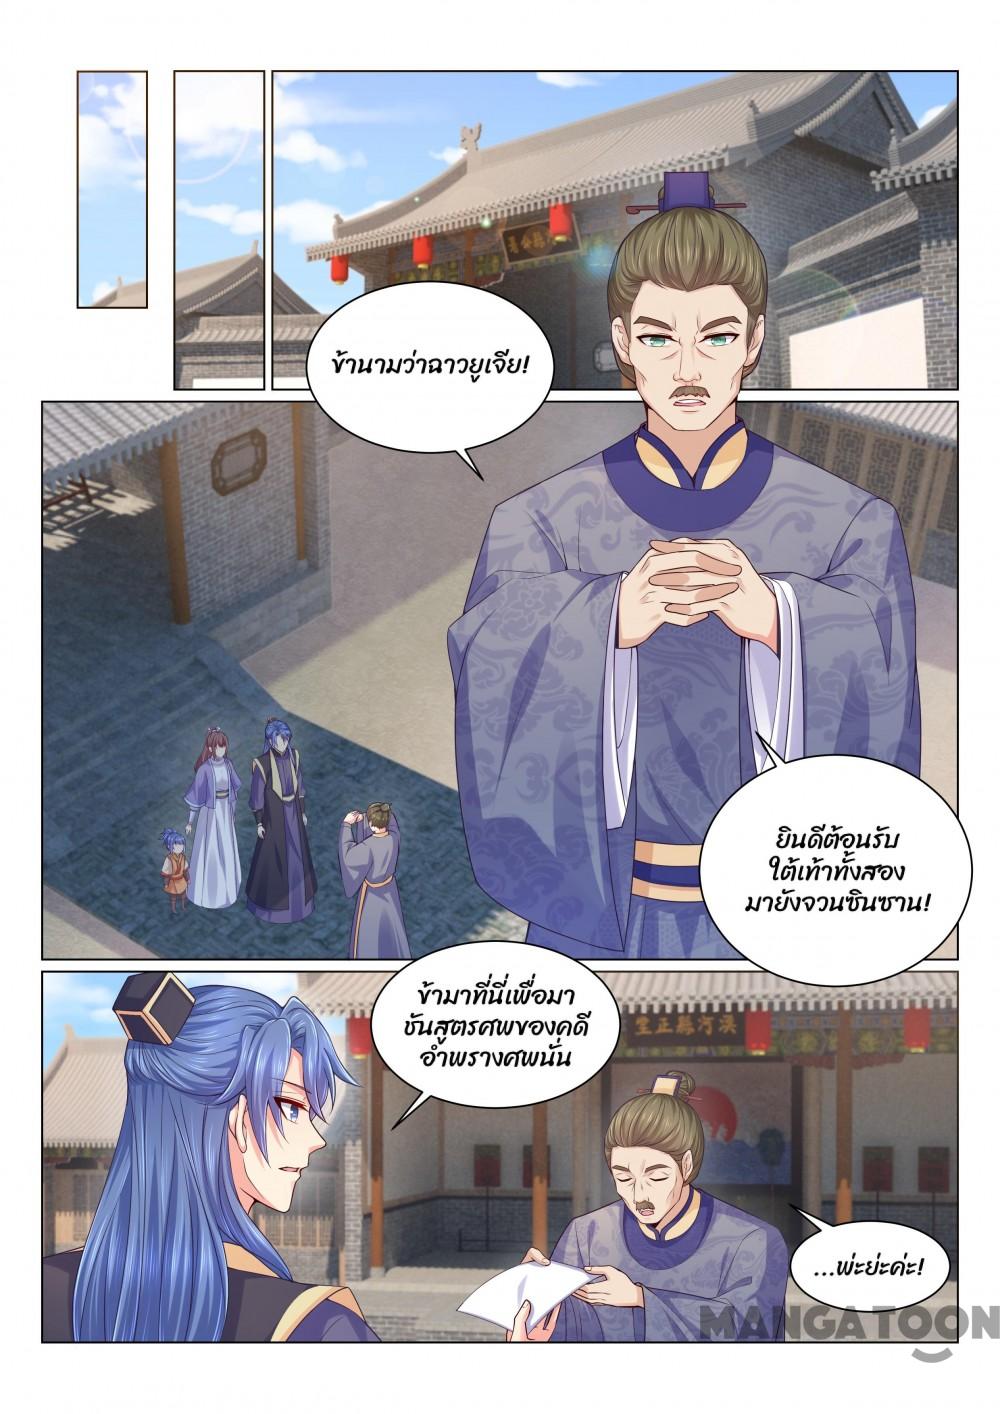 ข้านามว่าฉาวยูเจีย!
ยินดีต้อนรับ
ใต้เท้าทั้งสอง
มายังจวนซินซาน!
ข้ามาที่นี่เพื่อมา
ชันสูตรศพของคดี
อำพรางศพนั่น
...พ่ะย่ะค่ะ!
MANGATOON